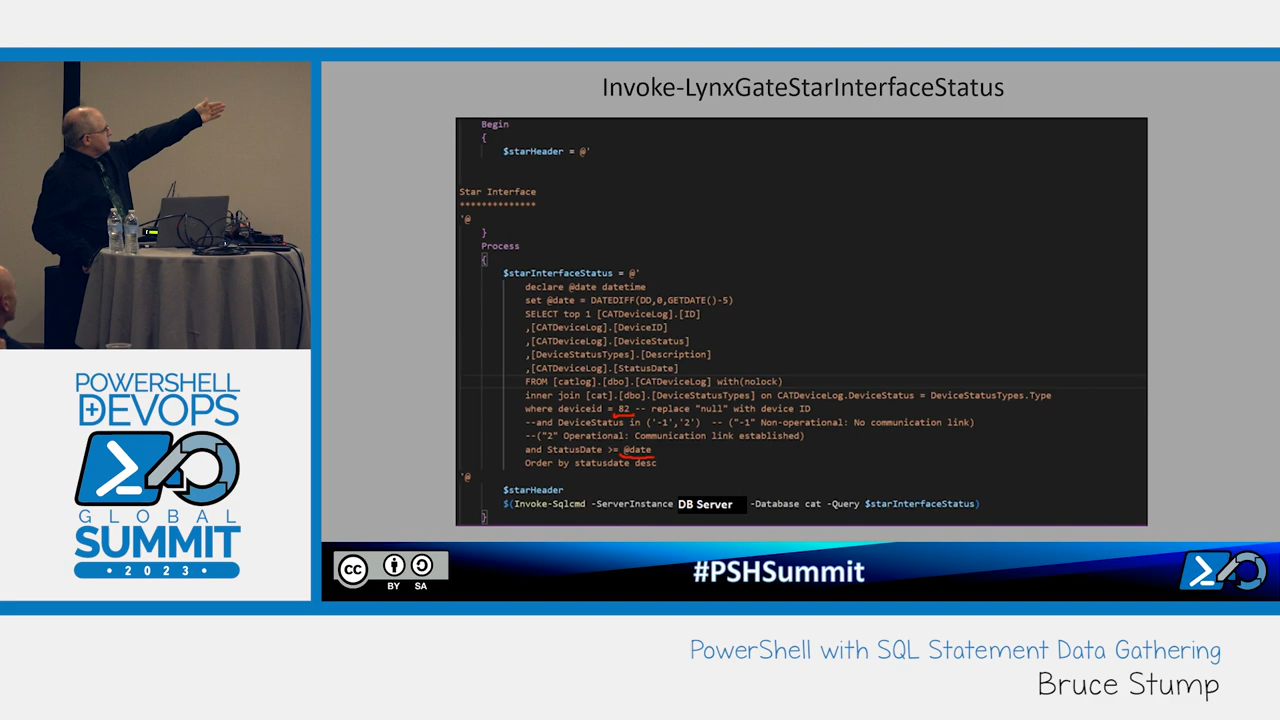 Invoke-LynxGateStarInterfaceStatus
Begin
{
$starHeader = @'
Star Interface
**************
'@
}
Process
{
$starInterfaceStatus = @'
declare @date datetime
set @date = DATEDIFF(DD,0,GETDATE()-5)
SELECT top 1 [CATDeviceLog].[ID]
,[CATDeviceLog].[DeviceID]
,[CATDeviceLog].[DeviceStatus]
,[DeviceStatusTypes].[Description]
,[CATDeviceLog].[StatusDate]
FROM [catlog].[dbo].[CATDeviceLog] with(nolock)
inner join [cat].[dbo].[DeviceStatusTypes] on CATDeviceLog.DeviceStatus = DeviceStatusTypes.Type
where deviceid = 82 -- replace "null" with device ID
--and DeviceStatus in ('-1','2') -- ("-1" Non-operational: No communication link)
--("2" Operational: Communication link established)
and StatusDate >= @date
Order by statusdate desc
'@
$starHeader
$(Invoke-Sqlcmd -ServerInstance DB Server -Database cat -Query $starInterfaceStatus)
}
POWERSHELL
+DEVOPS
GLOBAL
SUMMIT
• 2023 •
cc BY SA
#PSHSummit
PowerShell with SQL Statement Data Gathering
Bruce Stump